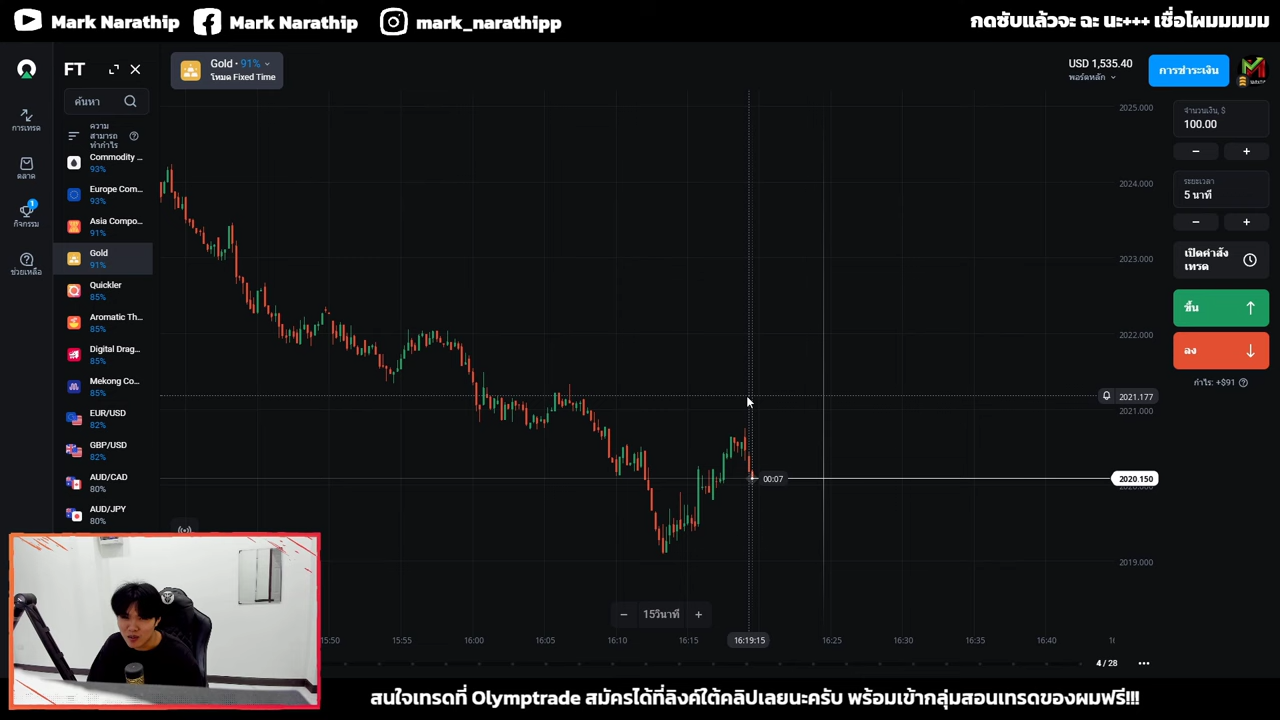 Mark Narathip Mark Narathip mark_narathipp กดซับแล้วจะ ฉะ นะ+++ เชื่อโผมมมมม
FT
Gold · 91%
โหมด Fixed Time
USD 1,535.40
พอร์ตหลัก
การชำระเงิน
ค้นหา
ความ
สามารถ
ทำกำไร
Commodity ...
93%
Europe Com...
93%
Asia Compo...
91%
Gold
91%
Quickler
85%
Aromatic Th...
85%
Digital Drag...
85%
Mekong Co...
85%
EUR/USD
82%
GBP/USD
82%
AUD/CAD
80%
AUD/JPY
80%
การเทรด
ตลาด
1
กิจกรรม
ช่วยเหลือ
2025.000
2024.000
2023.000
2022.000
2021.177
2021.000
2020.150
2019.000
00:07
จำนวนเงิน, $
100.00
− +
ระยะเวลา
5 นาที
− +
เปิดคำสั่ง
เทรด
ขึ้น
ลง
กำไร: +$91
− 15วินาที +
15:50 15:55 16:00 16:05 16:10 16:15 16:19:15 16:25 16:30 16:35 16:40
4 / 28
สนใจเทรดที่ Olymptrade สมัครได้ที่ลิงค์ใต้คลิปเลยนะครับ พร้อมเข้ากลุ่มสอนเทรดของผมฟรี!!!